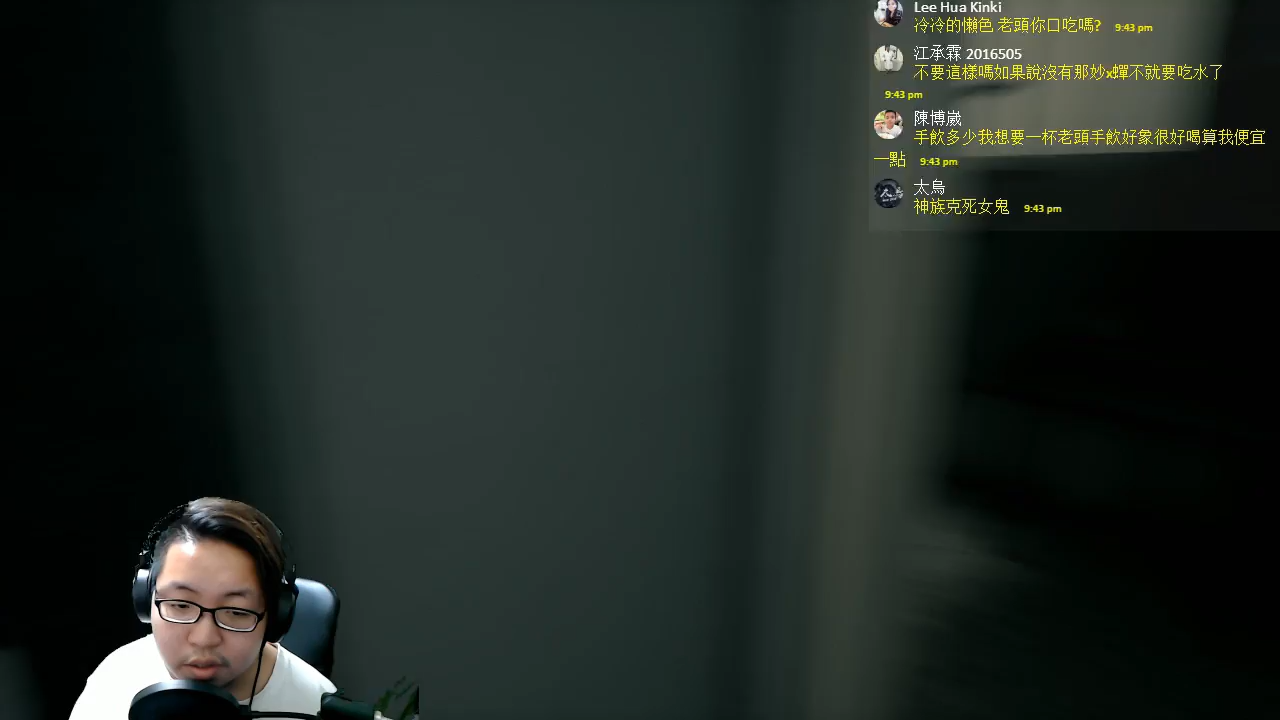 Lee Hua Kinki
冷冷的懶色 老頭你口吃嗎? 9:43 pm
江承霖 2016505
不要這樣嗎如果說沒有那妙x蟬不就要吃水了
9:43 pm
陳博崴
手飲多少我想要一杯老頭手飲好象很好喝算我便宜
一點 9:43 pm
太鳥
神族克死女鬼 9:43 pm